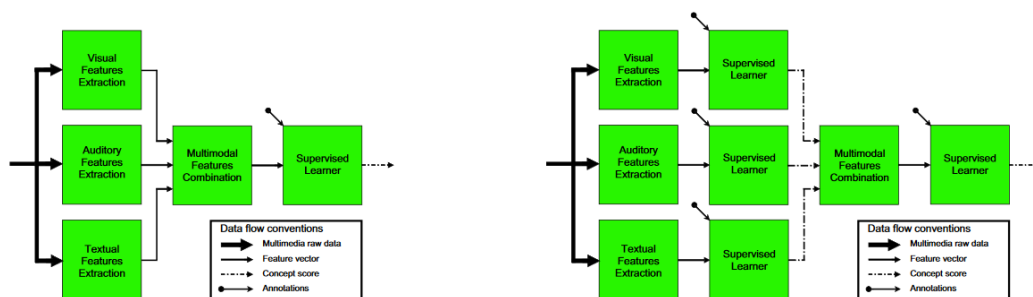 Visual
Features
Extraction
Auditory
Features
Extraction
Textual
Features
Extraction
Multimodal
Features
Combination
Supervised
Learner
Data flow conventions
Multimedia raw data
Feature vector
Concept score
Annotations
Visual
Features
Extraction
Supervised
Learner
Auditory
Features
Extraction
Supervised
Learner
Textual
Features
Extraction
Supervised
Learner
Multimodal
Features
Combination
Supervised
Learner
Data flow conventions
Multimedia raw data
Feature vector
Concept score
Annotations